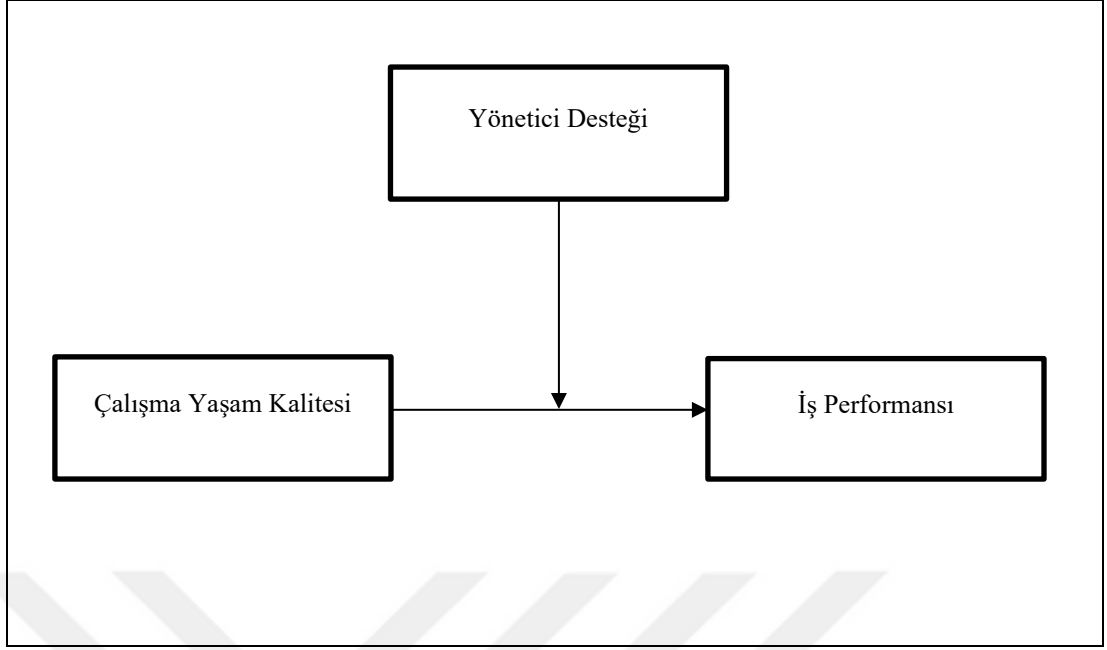 Yönetici Desteği
Çalışma Yaşam Kalitesi
İş Performansı